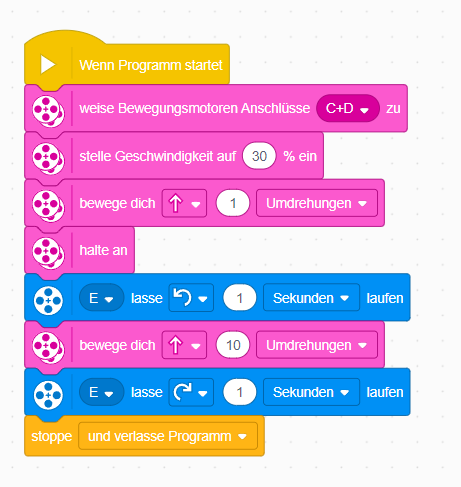 Wenn Programm startet
weise Bewegungsmotoren Anschlüsse C+D zu
stelle Geschwindigkeit auf 30 % ein
bewege dich 1 Umdrehungen
halte an
E lasse 1 Sekunden laufen
bewege dich 10 Umdrehungen
E lasse 1 Sekunden laufen
stoppe und verlasse Programm